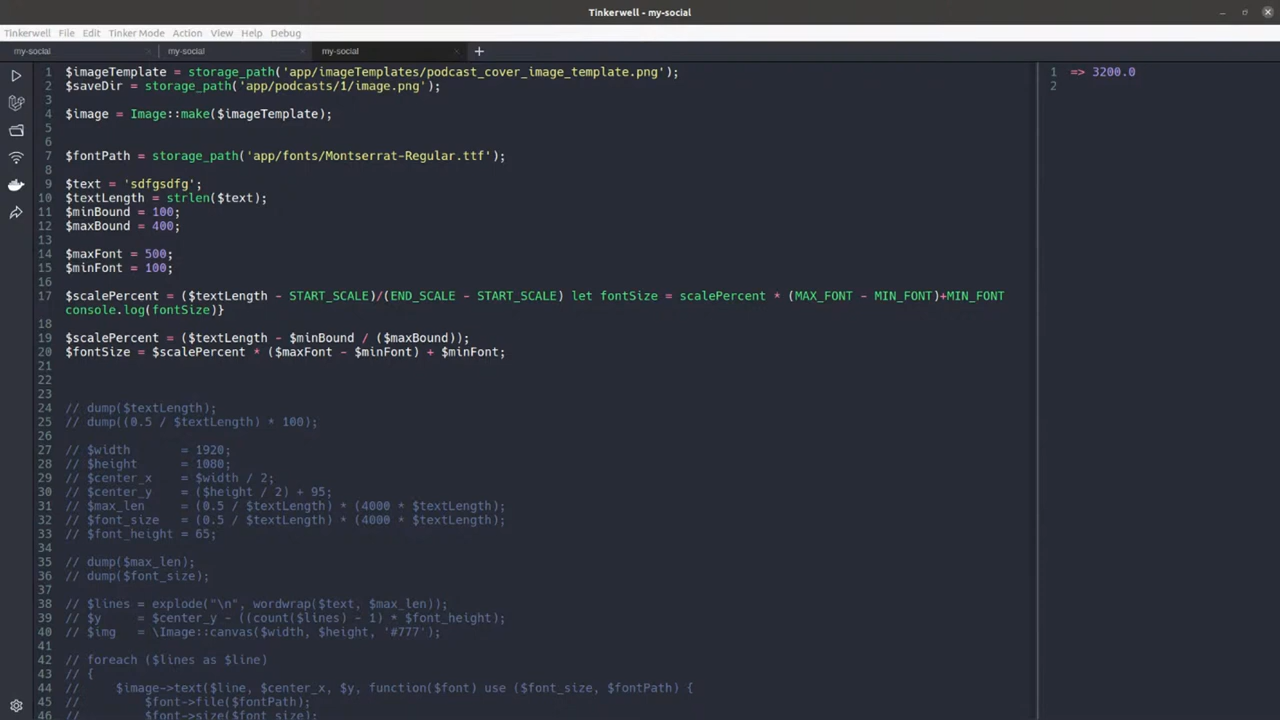 Tinkerwell - my-social
Tinkerwell File Edit Tinker Mode Action View Help Debug
my-social my-social my-social
1 $imageTemplate = storage_path('app/imageTemplates/podcast_cover_image_template.png');
2 $saveDir = storage_path('app/podcasts/1/image.png');
3
4 $image = Image::make($imageTemplate);
5
6
7 $fontPath = storage_path('app/fonts/Montserrat-Regular.ttf');
8
9 $text = 'sdfgsdfg';
10 $textLength = strlen($text);
11 $minBound = 100;
12 $maxBound = 400;
13
14 $maxFont = 500;
15 $minFont = 100;
16
17 $scalePercent = ($textLength - START_SCALE)/(END_SCALE - START_SCALE) let fontSize = scalePercent * (MAX_FONT - MIN_FONT)+MIN_FONT
console.log(fontSize)}
18
19 $scalePercent = ($textLength - $minBound / ($maxBound));
20 $fontSize = $scalePercent * ($maxFont - $minFont) + $minFont;
21
22
23
24 // dump($textLength);
25 // dump((0.5 / $textLength) * 100);
26
27 // $width = 1920;
28 // $height = 1080;
29 // $center_x = $width / 2;
30 // $center_y = ($height / 2) + 95;
31 // $max_len = (0.5 / $textLength) * (4000 * $textLength);
32 // $font_size = (0.5 / $textLength) * (4000 * $textLength);
33 // $font_height = 65;
34
35 // dump($max_len);
36 // dump($font_size);
37
38 // $lines = explode("\n", wordwrap($text, $max_len));
39 // $y = $center_y - ((count($lines) - 1) * $font_height);
40 // $img = \Image::canvas($width, $height, '#777');
41
42 // foreach ($lines as $line)
43 // {
44 // $image->text($line, $center_x, $y, function($font) use ($font_size, $fontPath) {
45 // $font->file($fontPath);
46 // $font->size($font_size);
1 => 3200.0
2